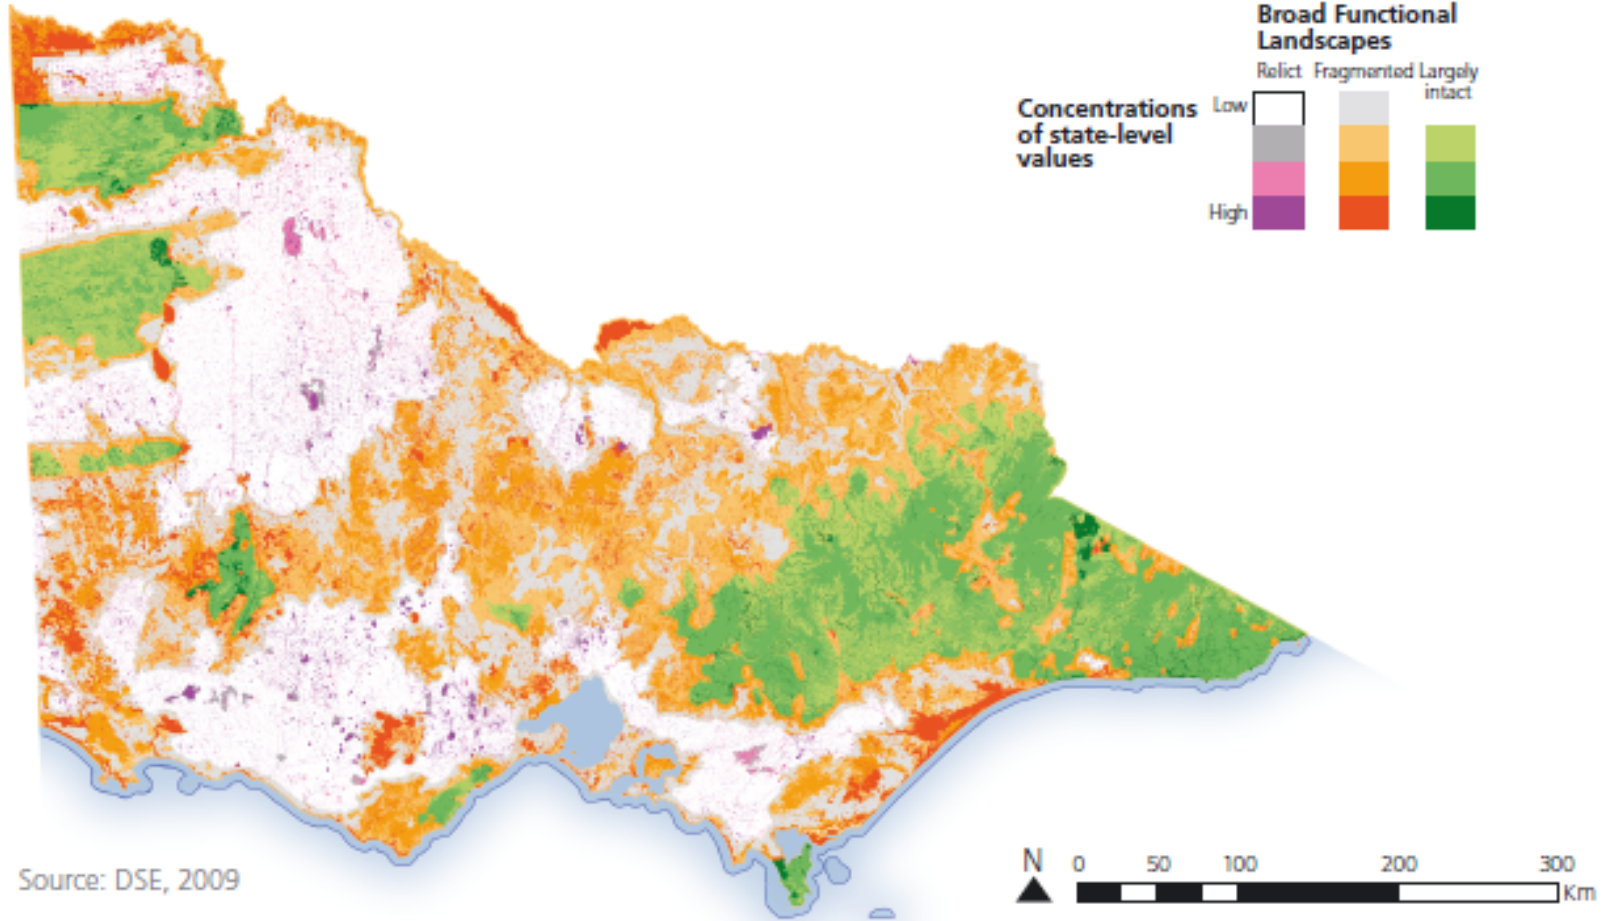 Broad Functional
Landscapes
Relict Fragmented Largely
intact
Concentrations
of state-level
values
Low
High
Source: DSE, 2009
N
0 50 100 200 300
Km